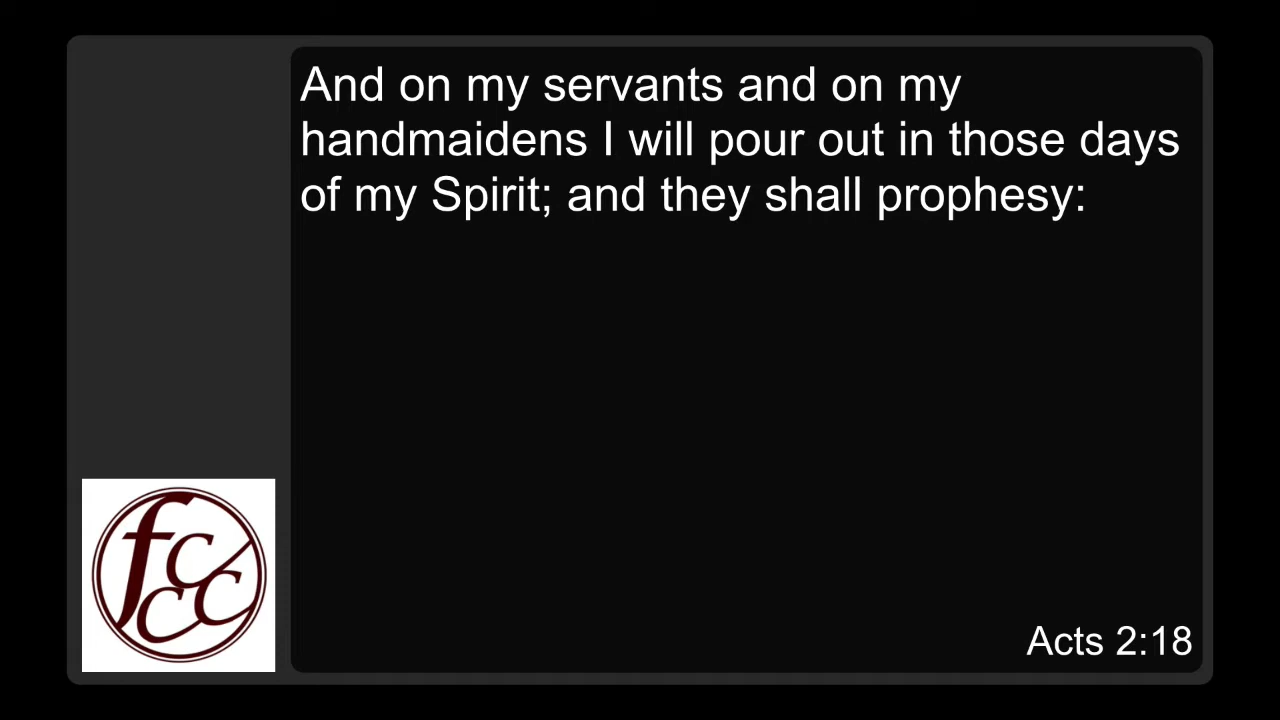 And on my servants and on my
handmaidens I will pour out in those days
of my Spirit; and they shall prophesy:
fcccc
Acts 2:18